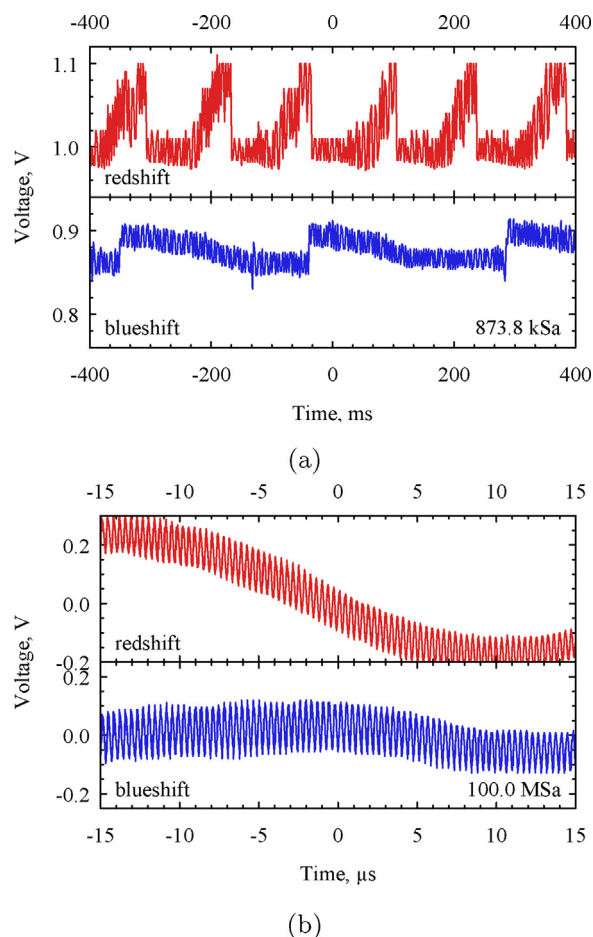 -400 -200 0 200 400
1.1
1.0
redshift
Voltage, V
0.9
0.8
blueshift 873.8 kSa
-400 -200 0 200 400
Time, ms
(a)
-15 -10 -5 0 5 10 15
0.2
0.0
redshift
-0.2
Voltage, V
0.2
0.0
blueshift 100.0 MSa
-0.2
-15 -10 -5 0 5 10 15
Time, µs
(b)